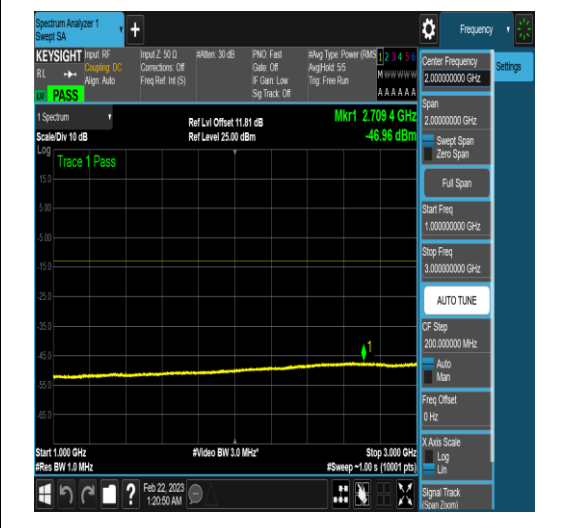 Spectrum Analyzer 1
Swept SA
+
Frequency
KEYSIGHT
Input: RF
Coupling: DC
Align: Auto
Input Z: 50 Ω
Corrections: Off
Freq Ref: Int (S)
#Atten: 30 dB
PNO: Fast
Gate: Off
IF Gain: Low
Sig Track: Off
#Avg Type: Power (RMS)
Avg|Hold: 5/5
Trig: Free Run
1 2 3 4 5 6
M W W W W W
A A A A A A
RL
PASS
Center Frequency
2.000000000 GHz
Settings
Span
2.00000000 GHz
Swept Span
Zero Span
Full Span
Start Freq
1.000000000 GHz
Stop Freq
3.000000000 GHz
AUTO TUNE
CF Step
200.000000 MHz
Auto
Man
Freq Offset
0 Hz
X Axis Scale
Log
Lin
Signal Track
(Span Zoom)
1 Spectrum
Scale/Div 10 dB
Ref Lvl Offset 11.81 dB
Ref Level 25.00 dBm
Mkr1 2.709 4 GHz
-46.96 dBm
Log
Trace 1 Pass
15.0
5.00
-5.00
-15.0
-25.0
-35.0
-45.0
-55.0
-65.0
1
Start 1.000 GHz
#Res BW 1.0 MHz
#Video BW 3.0 MHz*
Stop 3.000 GHz
#Sweep ~1.00 s (10001 pts)
?
Feb 22, 2023
1:20:50 AM